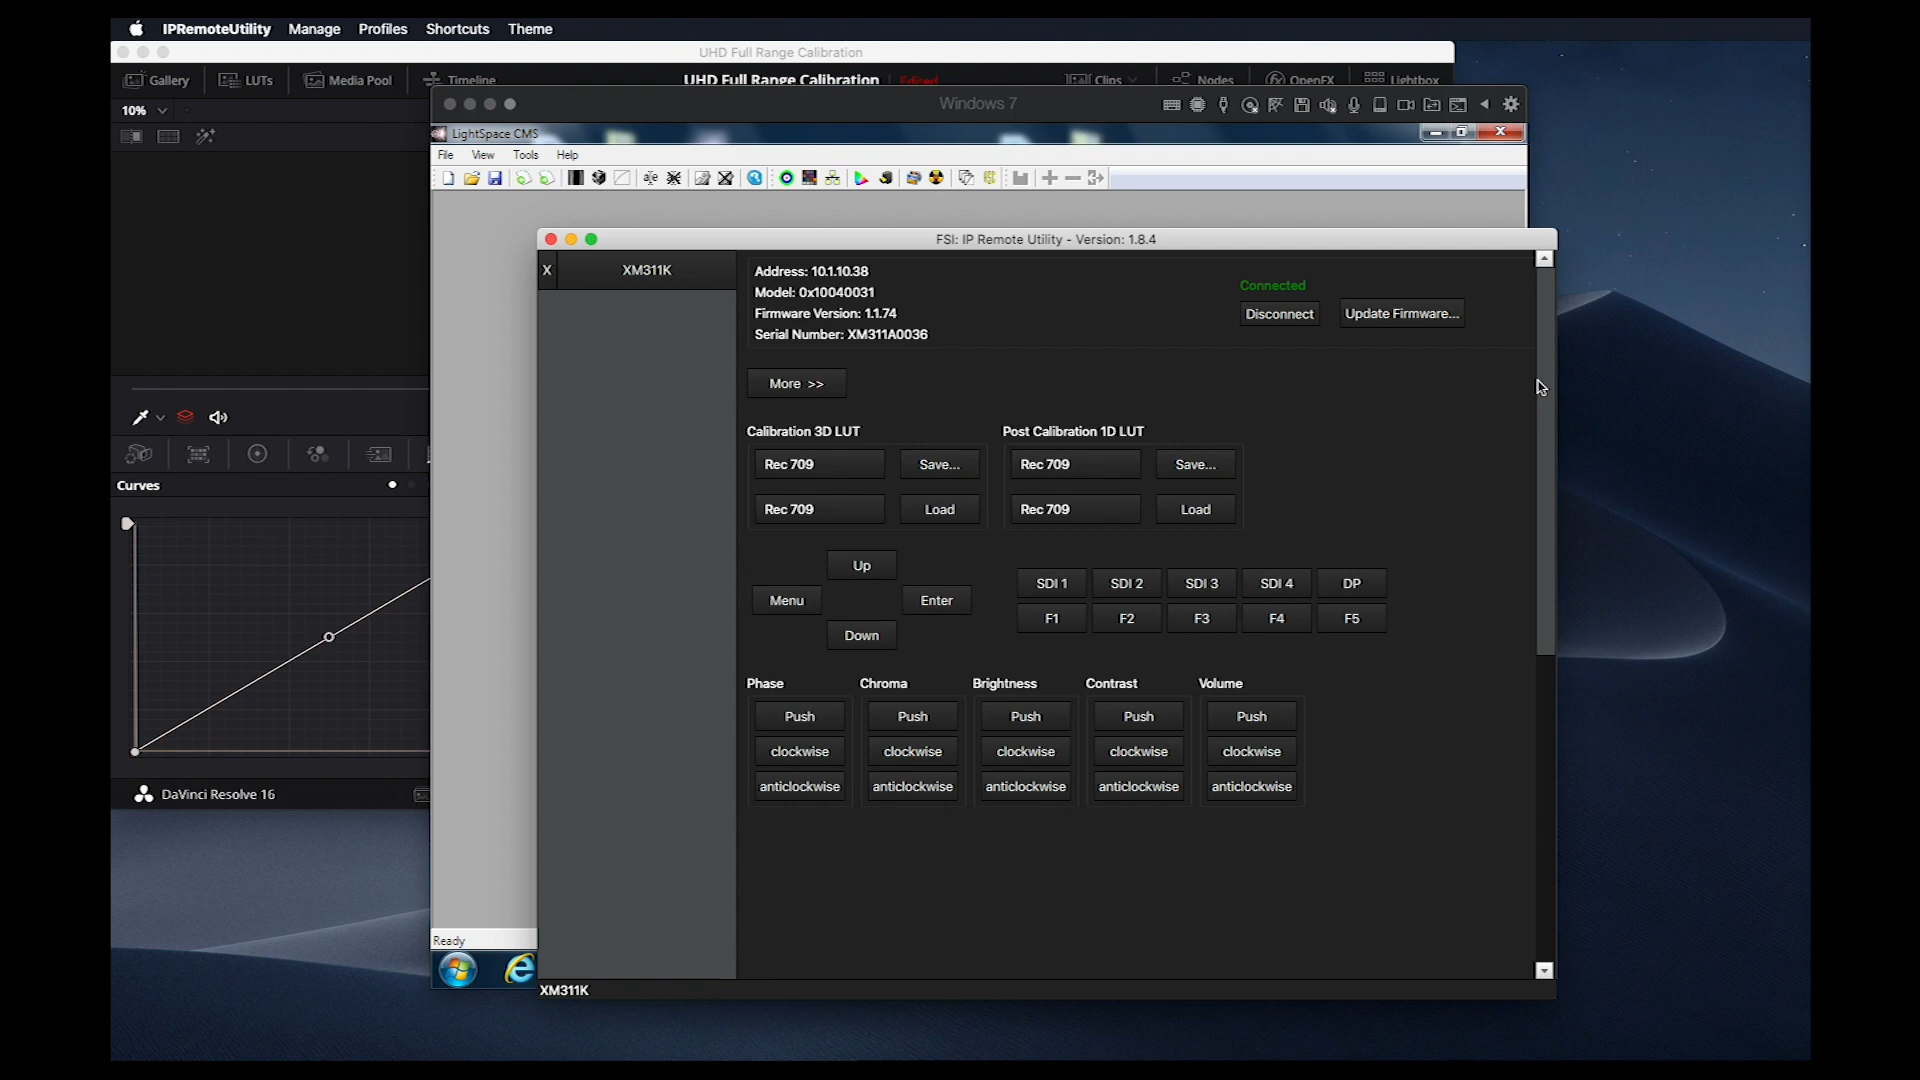 IPRemoteUtility Manage Profiles Shortcuts Theme
UHD Full Range Calibration
Gallery LUTs Media Pool Timeline UHD Full Range Calibration Edited Clips Nodes OpenFX Lightbox
10%
Windows 7
LightSpace CMS
File View Tools Help
FSI: IP Remote Utility - Version: 1.8.4
X XM311K
Address: 10.1.10.38
Model: 0x10040031
Firmware Version: 1.1.74
Serial Number: XM311A0036
Connected
Disconnect Update Firmware...
More >>
Calibration 3D LUT Post Calibration 1D LUT
Rec 709 Save... Rec 709 Save...
Rec 709 Load Rec 709 Load
Up
Menu Enter
Down
SDI 1 SDI 2 SDI 3 SDI 4 DP
F1 F2 F3 F4 F5
Phase Chroma Brightness Contrast Volume
Push Push Push Push Push
clockwise clockwise clockwise clockwise clockwise
anticlockwise anticlockwise anticlockwise anticlockwise anticlockwise
Curves
DaVinci Resolve 16
Ready
XM311K